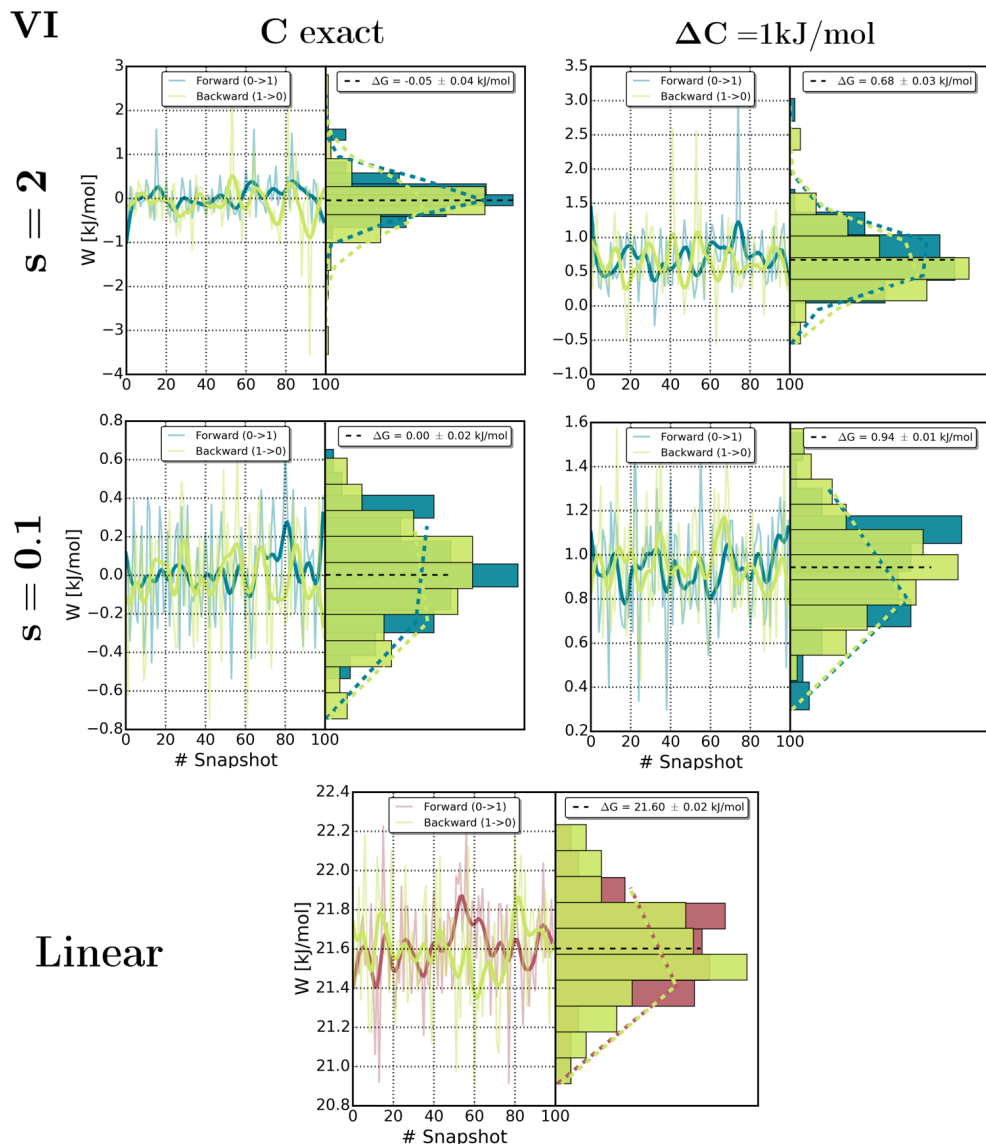 VI
C exact
ΔC =1kJ/mol
s = 2
3
2
1
0
−1
−2
−3
−4
W [kJ/mol]
Forward (0->1)
Backward (1->0)
ΔG = -0.05 ± 0.04 kJ/mol
0 20 40 60 80 100
3.5
3.0
2.5
2.0
1.5
1.0
0.5
0.0
−0.5
−1.0
W [kJ/mol]
Forward (0->1)
Backward (1->0)
ΔG = 0.68 ± 0.03 kJ/mol
0 20 40 60 80 100
s = 0.1
0.8
0.6
0.4
0.2
0.0
−0.2
−0.4
−0.6
−0.8
W [kJ/mol]
Forward (0->1)
Backward (1->0)
ΔG = 0.00 ± 0.02 kJ/mol
0 20 40 60 80 100
# Snapshot
1.6
1.4
1.2
1.0
0.8
0.6
0.4
0.2
W [kJ/mol]
Forward (0->1)
Backward (1->0)
ΔG = 0.94 ± 0.01 kJ/mol
0 20 40 60 80 100
# Snapshot
Linear
22.4
22.2
22.0
21.8
21.6
21.4
21.2
21.0
20.8
W [kJ/mol]
Forward (0->1)
Backward (1->0)
ΔG = 21.60 ± 0.02 kJ/mol
0 20 40 60 80 100
# Snapshot